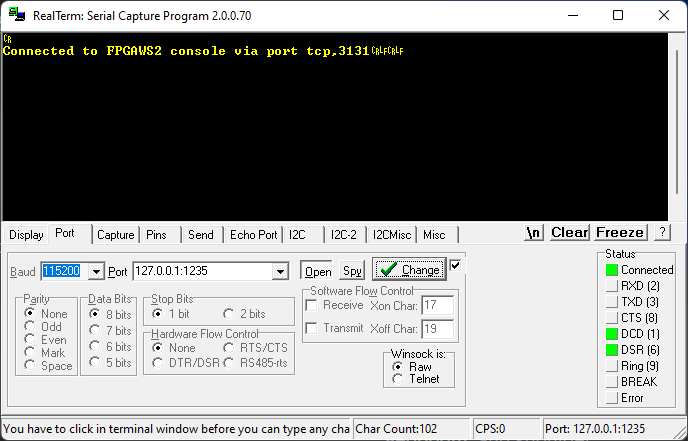 RealTerm: Serial Capture Program 2.0.0.70
CR
Connected to FPGAWS2 console via port tcp,3131CRLFCRLF
Display Port Capture Pins Send Echo Port I2C I2C-2 I2CMisc Misc \n Clear Freeze ?
Baud 115200 Port 127.0.0.1:1235 Open Spy Change
Parity
None
Odd
Even
Mark
Space
Data Bits
8 bits
7 bits
6 bits
5 bits
Stop Bits
1 bit 2 bits
Hardware Flow Control
None RTS/CTS
DTR/DSR RS485-rts
Software Flow Control
Receive Xon Char: 17
Transmit Xoff Char: 19
Winsock is:
Raw
Telnet
Status
Connected
RXD (2)
TXD (3)
CTS (8)
DCD (1)
DSR (6)
Ring (9)
BREAK
Error
You have to click in terminal window before you can type any cha Char Count:102 CPS:0 Port: 127.0.0.1:1235